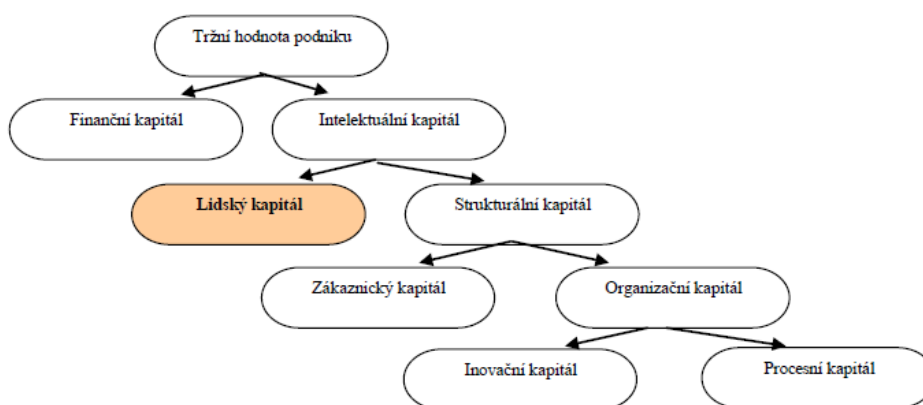 Tržní hodnota podniku
Finanční kapitál
Intelektuální kapitál
Lidský kapitál
Strukturální kapitál
Zákaznický kapitál
Organizační kapitál
Inovační kapitál
Procesní kapitál